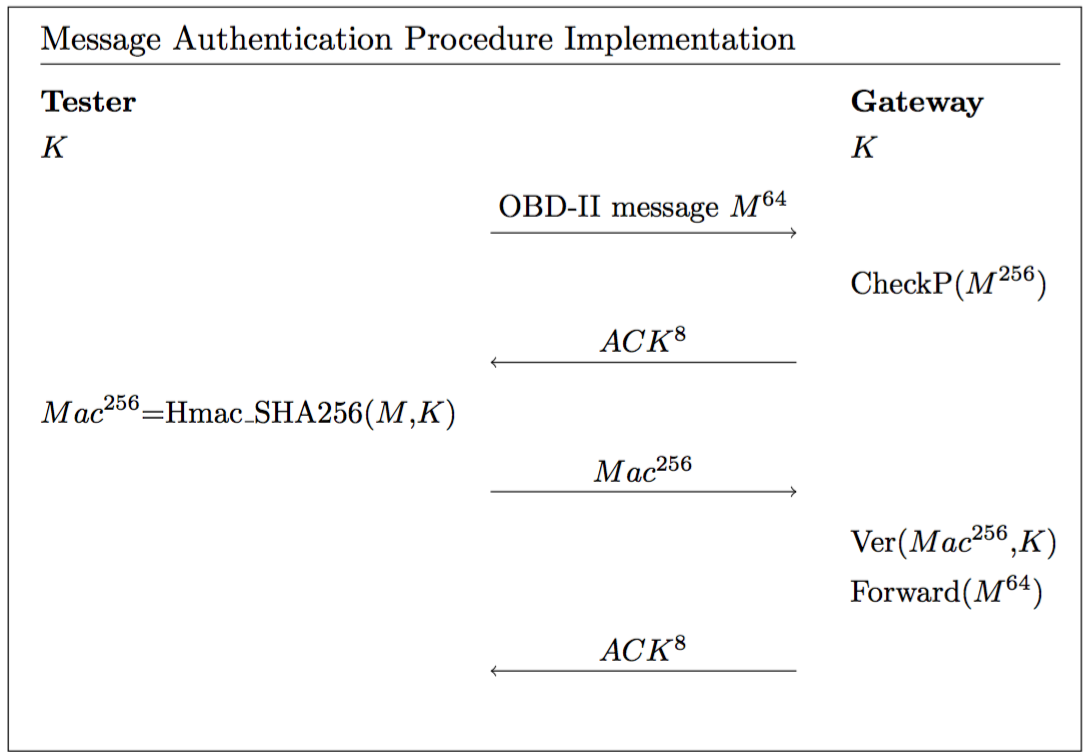 Message Authentication Procedure Implementation
Tester Gateway
K K
OBD-II message M^64
CheckP(M^256)
ACK^8
Mac^256=Hmac_SHA256(M,K)
Mac^256
Ver(Mac^256,K)
Forward(M^64)
ACK^8